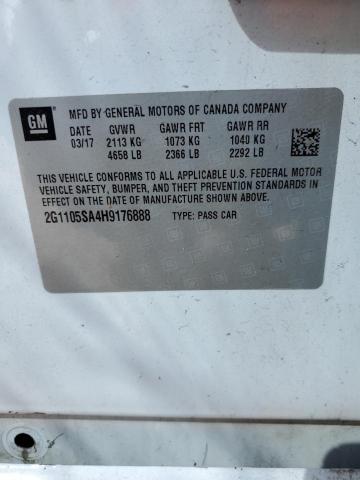 GM
MFD BY GENERAL MOTORS OF CANADA COMPANY
DATE GVWR GAWR FRT GAWR RR
03/17 2113 KG 1073 KG 1040 KG
4658 LB 2366 LB 2292 LB
THIS VEHICLE CONFORMS TO ALL APPLICABLE U.S. FEDERAL MOTOR
VEHICLE SAFETY, BUMPER, AND THEFT PREVENTION STANDARDS IN
EFFECT ON THE DATE OF MANUFACTURE SHOWN ABOVE.
2G1105SA4H9176888 TYPE: PASS CAR